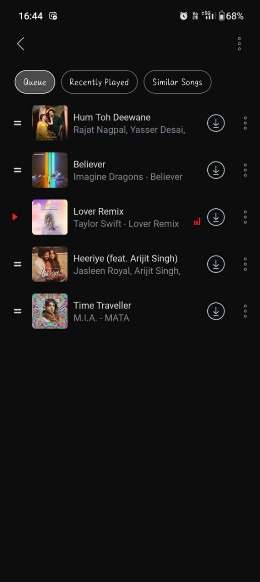 16:44 68%
Queue Recently Played Similar Songs
Hum Toh Deewane
Rajat Nagpal, Yasser Desai,
Believer
Imagine Dragons - Believer
Lover Remix
Taylor Swift - Lover Remix
Heeriye (feat. Arijit Singh)
Jasleen Royal, Arijit Singh,
Time Traveller
M.I.A. - MATA